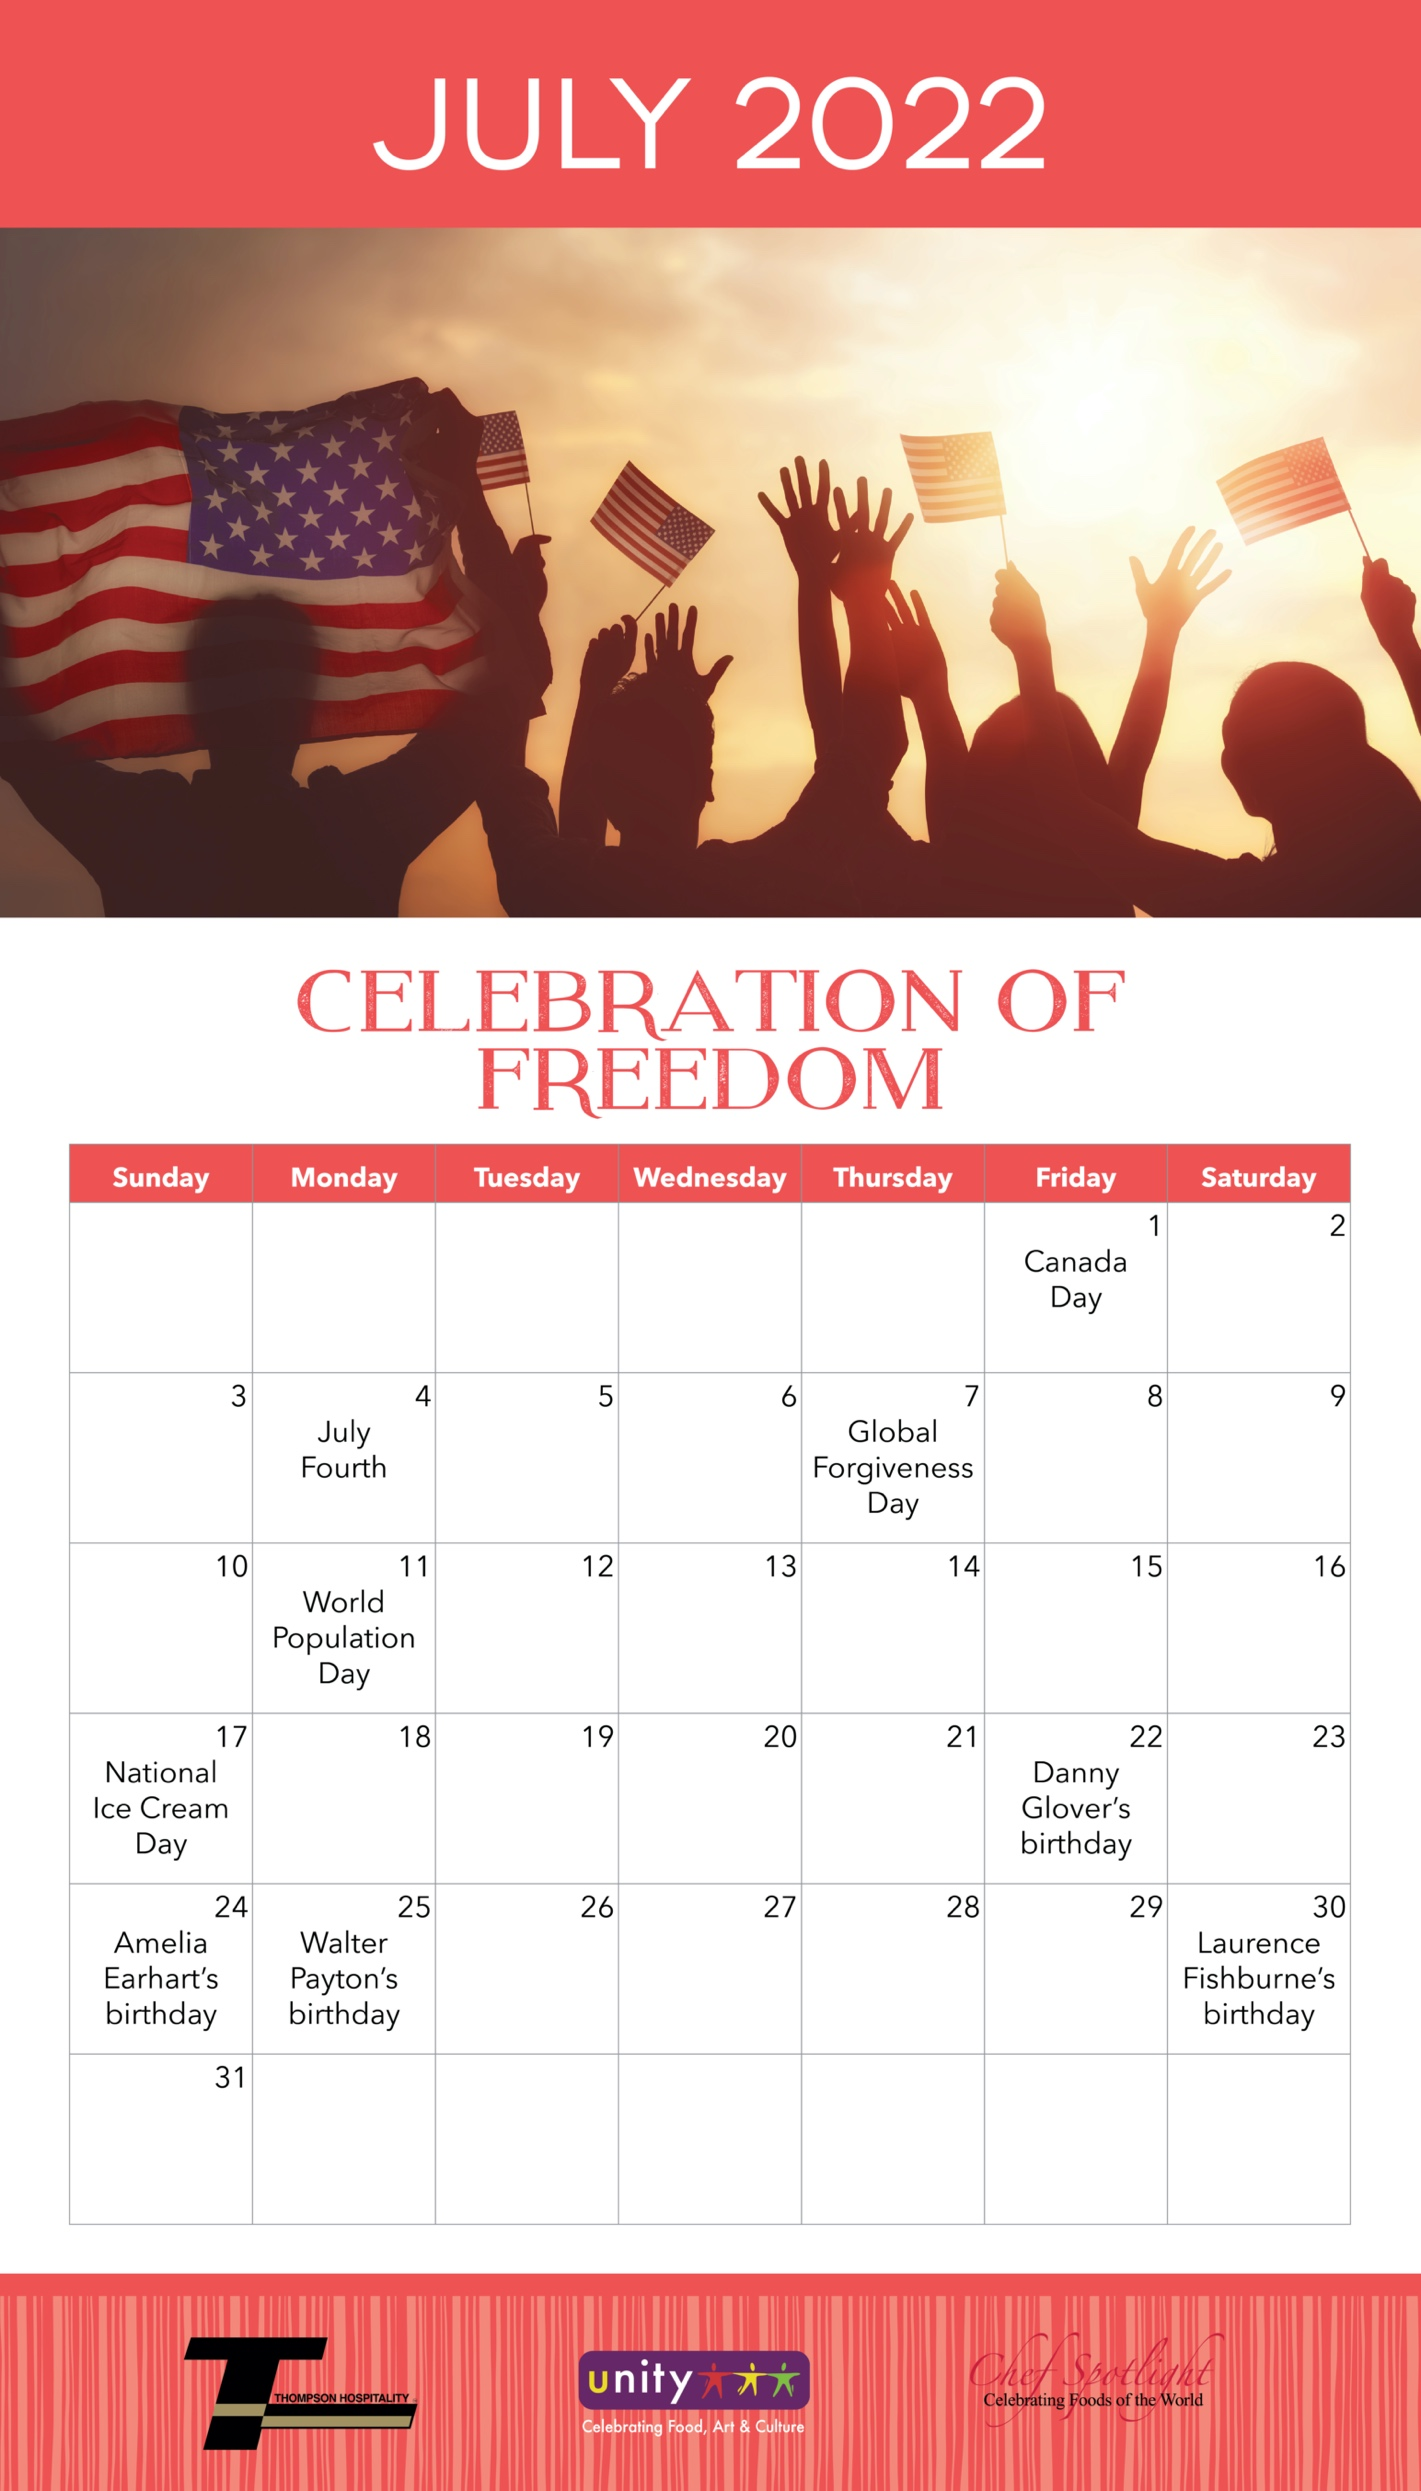 JULY 2022
CELEBRATION OF
FREEDOM
Sunday Monday Tuesday Wednesday Thursday Friday Saturday
1 2
Canada
Day
3 4 5 6 7 8 9
July
Fourth
Global
Forgiveness
Day
10 11 12 13 14 15 16
World
Population
Day
17 18 19 20 21 22 23
National
Ice Cream
Day
Danny
Glover's
birthday
24 25 26 27 28 29 30
Amelia
Earhart's
birthday
Walter
Payton's
birthday
Laurence
Fishburne's
birthday
31
THOMPSON HOSPITALITY
unity
Celebrating Food, Art & Culture
Chef Spotlight
Celebrating Foods of the World